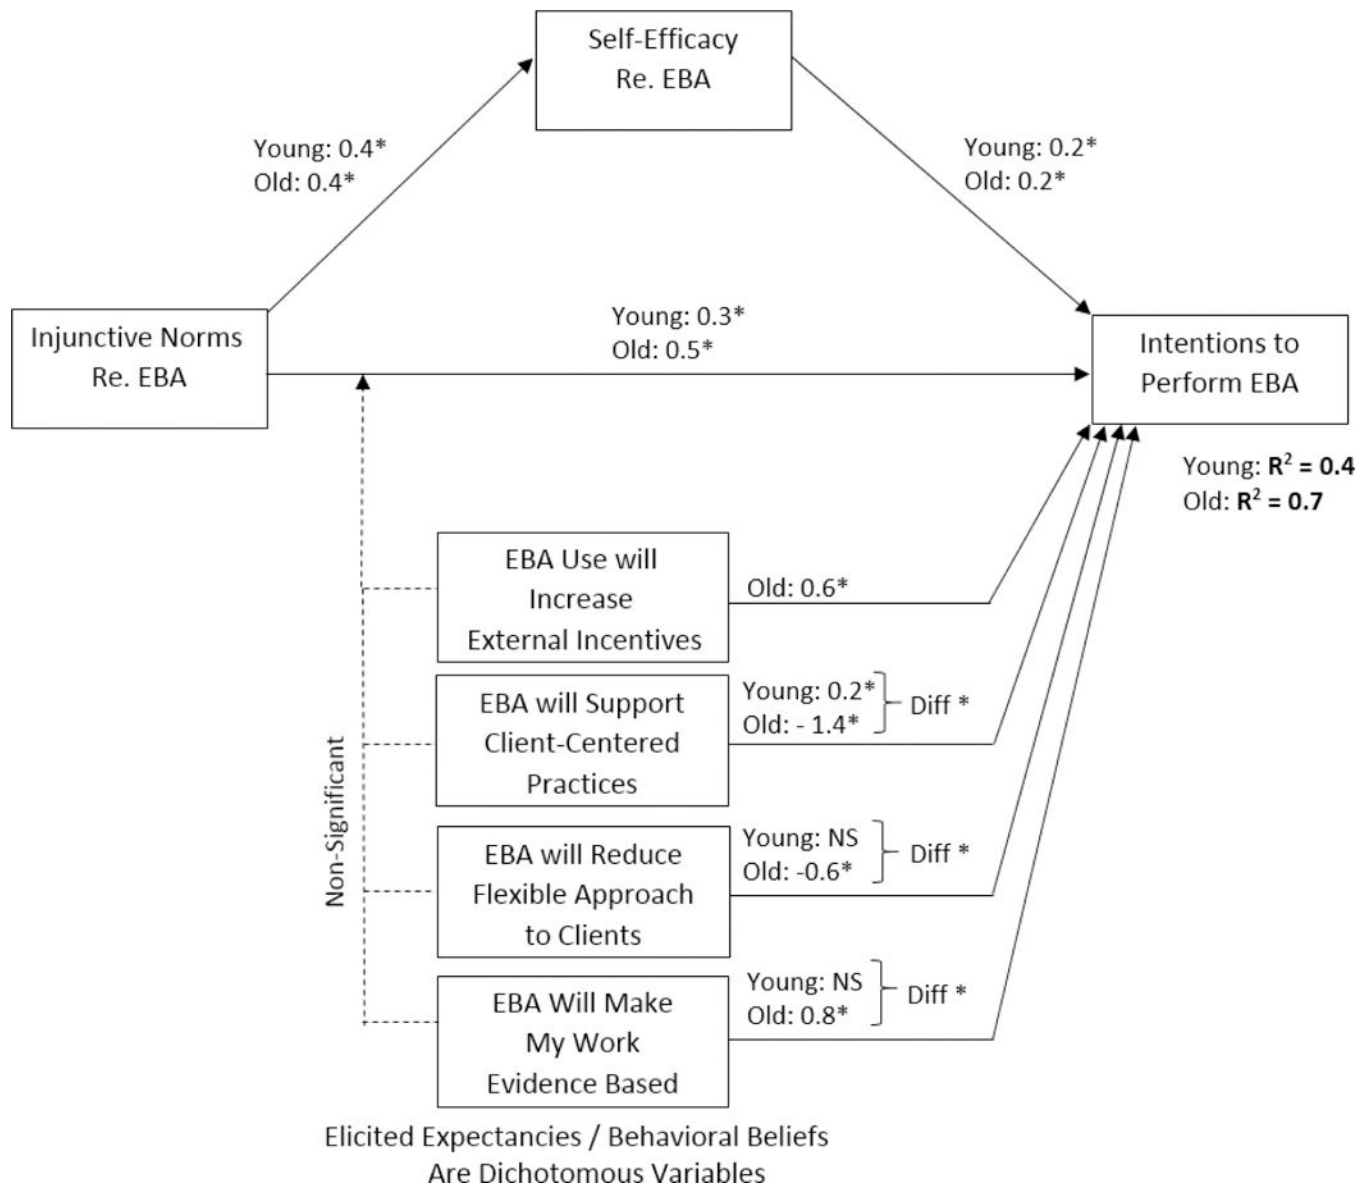 Self-Efficacy
Re. EBA
Young: 0.4*
Old: 0.4*
Young: 0.2*
Old: 0.2*
Injunctive Norms
Re. EBA
Young: 0.3*
Old: 0.5*
Intentions to
Perform EBA
Young: R² = 0.4
Old: R² = 0.7
Non-Significant
EBA Use will
Increase
External Incentives
Old: 0.6*
EBA will Support
Client-Centered
Practices
Young: 0.2*
Old: - 1.4*
Diff *
EBA will Reduce
Flexible Approach
to Clients
Young: NS
Old: -0.6*
Diff *
EBA Will Make
My Work
Evidence Based
Young: NS
Old: 0.8*
Diff *
Elicited Expectancies / Behavioral Beliefs
Are Dichotomous Variables